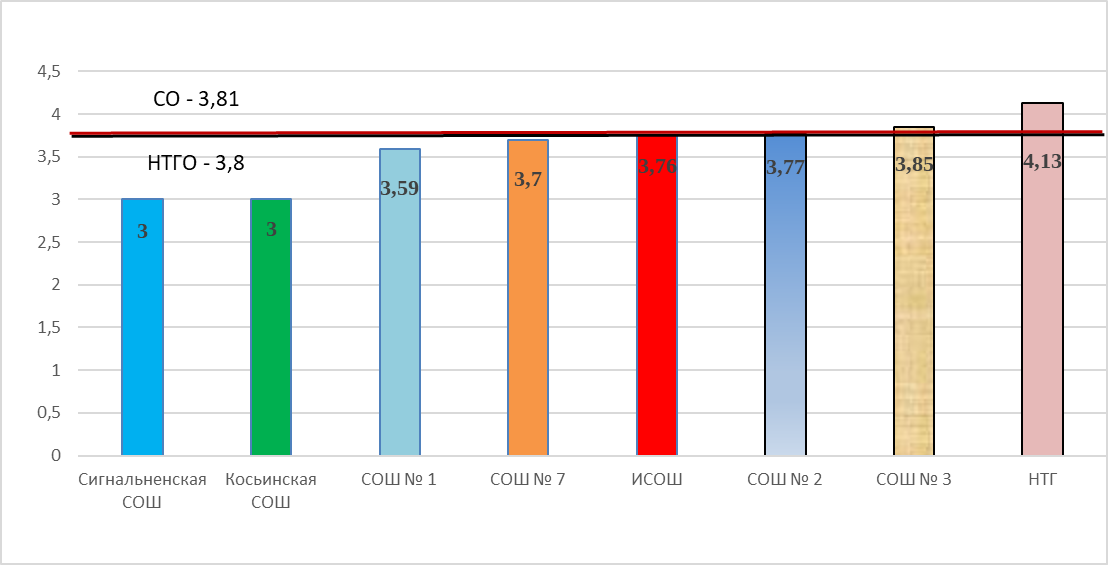 4,5
СО - 3,81
4
НТГО - 3,8
3,5
3
2,5
2
1,5
1
0,5
0
3
3
3,59
3,7
3,76
3,77
3,85
4,13
Сигнальненская
СОШ
Косьинская
СОШ
СОШ № 1
СОШ № 7
ИСОШ
СОШ № 2
СОШ № 3
НТГ